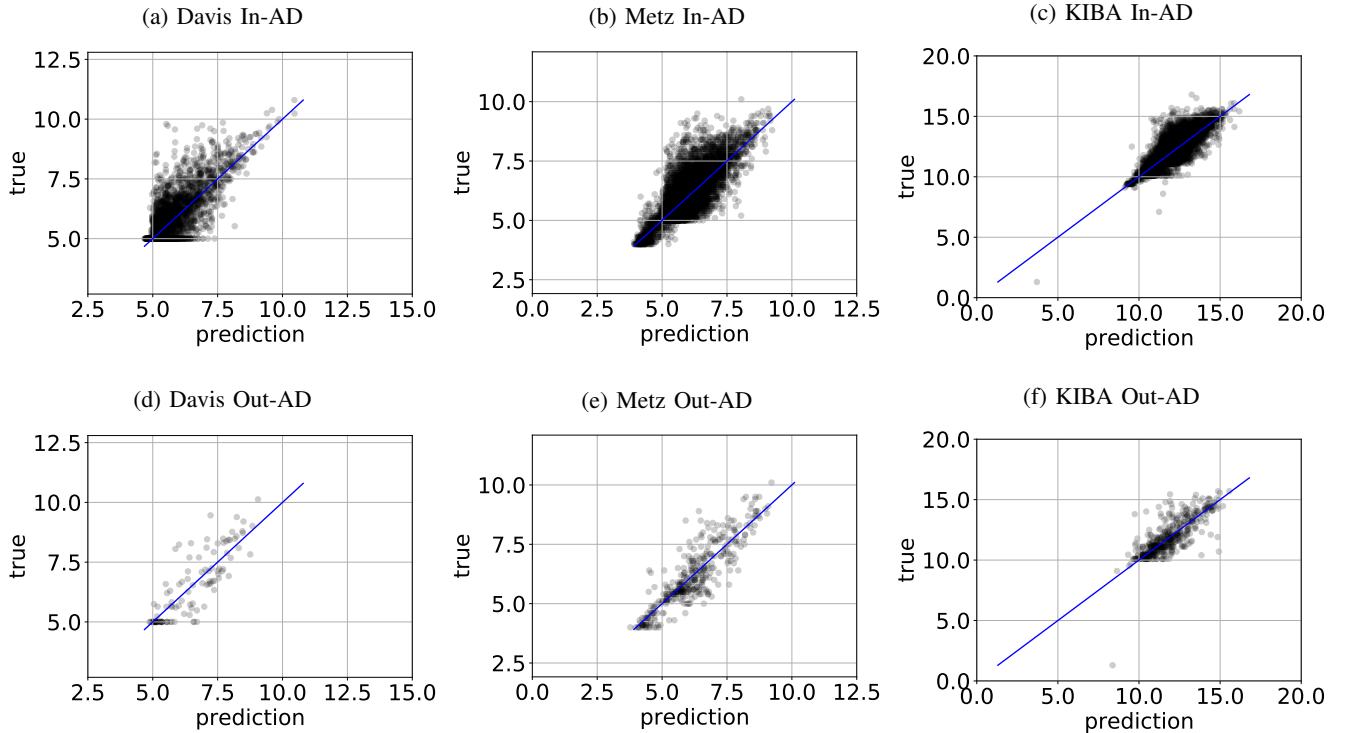 (a) Davis In-AD
12.5
10.0
7.5
5.0
true
2.5 5.0 7.5 10.0 12.5 15.0
prediction
(b) Metz In-AD
10.0
7.5
5.0
2.5
true
0.0 2.5 5.0 7.5 10.0 12.5
prediction
(c) KIBA In-AD
20.0
15.0
10.0
5.0
0.0
true
0.0 5.0 10.0 15.0 20.0
prediction
(d) Davis Out-AD
12.5
10.0
7.5
5.0
true
2.5 5.0 7.5 10.0 12.5 15.0
prediction
(e) Metz Out-AD
10.0
7.5
5.0
2.5
true
0.0 2.5 5.0 7.5 10.0 12.5
prediction
(f) KIBA Out-AD
20.0
15.0
10.0
5.0
0.0
true
0.0 5.0 10.0 15.0 20.0
prediction